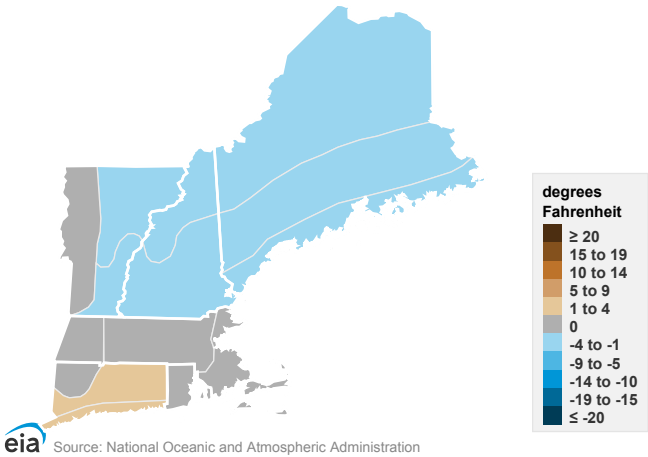 degrees
Fahrenheit
≥ 20
15 to 19
10 to 14
5 to 9
1 to 4
0
-4 to -1
-9 to -5
-14 to -10
-19 to -15
≤ -20
eia Source: National Oceanic and Atmospheric Administration